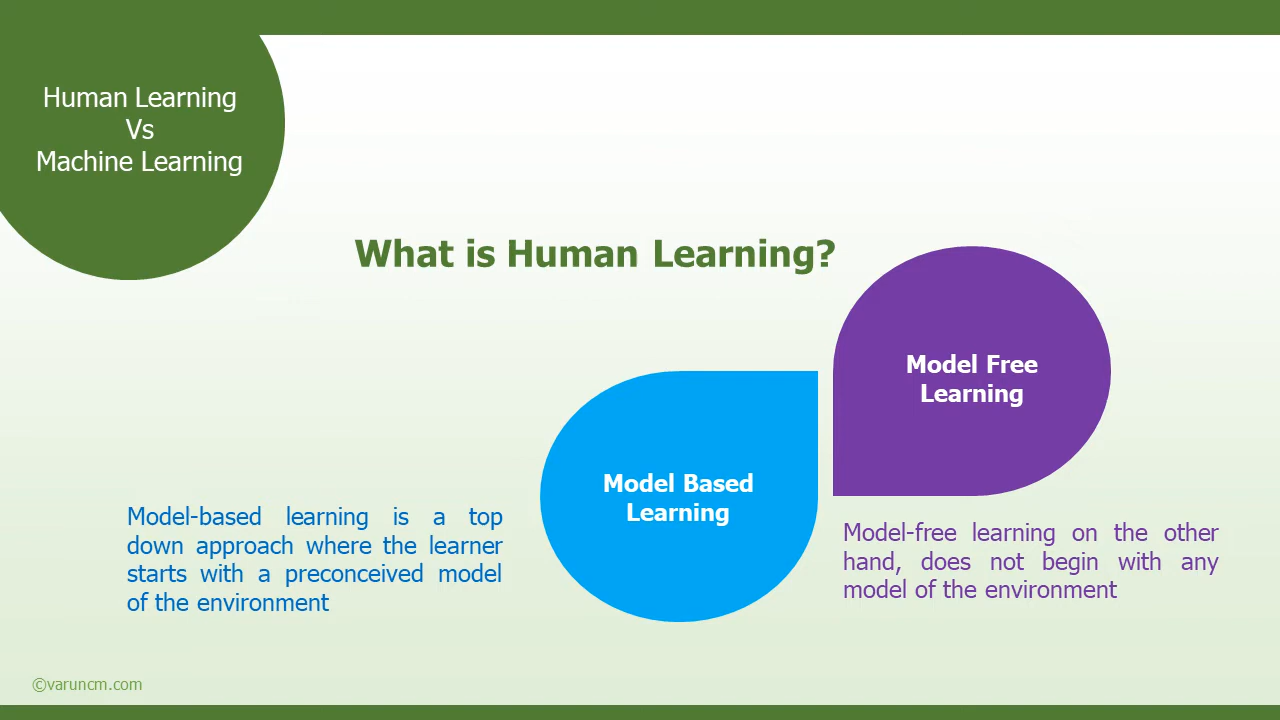 Human Learning
Vs
Machine Learning
What is Human Learning?
Model Free
Learning
Model Based
Learning
Model-based learning is a top
down approach where the learner
starts with a preconceived model
of the environment
Model-free learning on the other
hand, does not begin with any
model of the environment
©varuncm.com